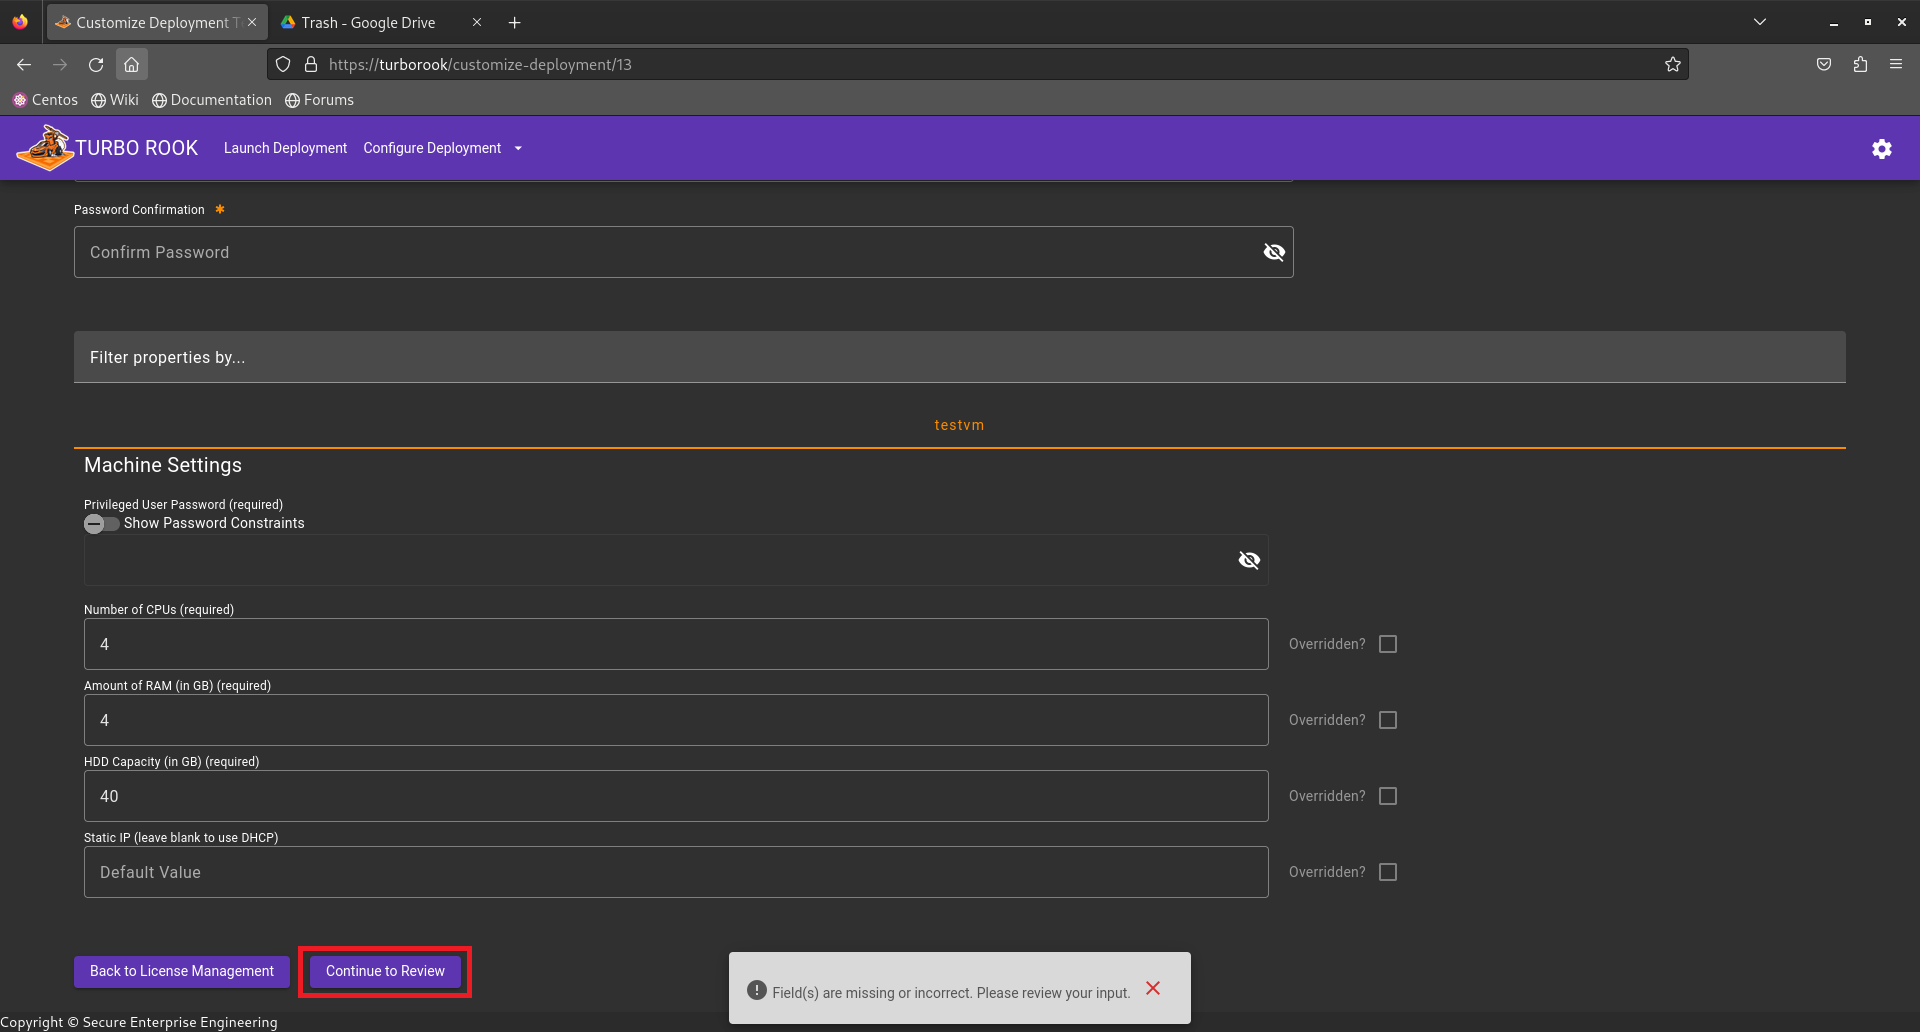 Customize Deployment T
Trash - Google Drive
https://turborook/customize-deployment/13
Centos Wiki Documentation Forums
TURBO ROOK Launch Deployment Configure Deployment
Password Confirmation *
Confirm Password
Filter properties by...
testvm
Machine Settings
Privileged User Password (required)
Show Password Constraints
Number of CPUs (required)
4 Overridden?
Amount of RAM (in GB) (required)
4 Overridden?
HDD Capacity (in GB) (required)
40 Overridden?
Static IP (leave blank to use DHCP)
Default Value Overridden?
Back to License Management Continue to Review
Field(s) are missing or incorrect. Please review your input.
Copyright © Secure Enterprise Engineering